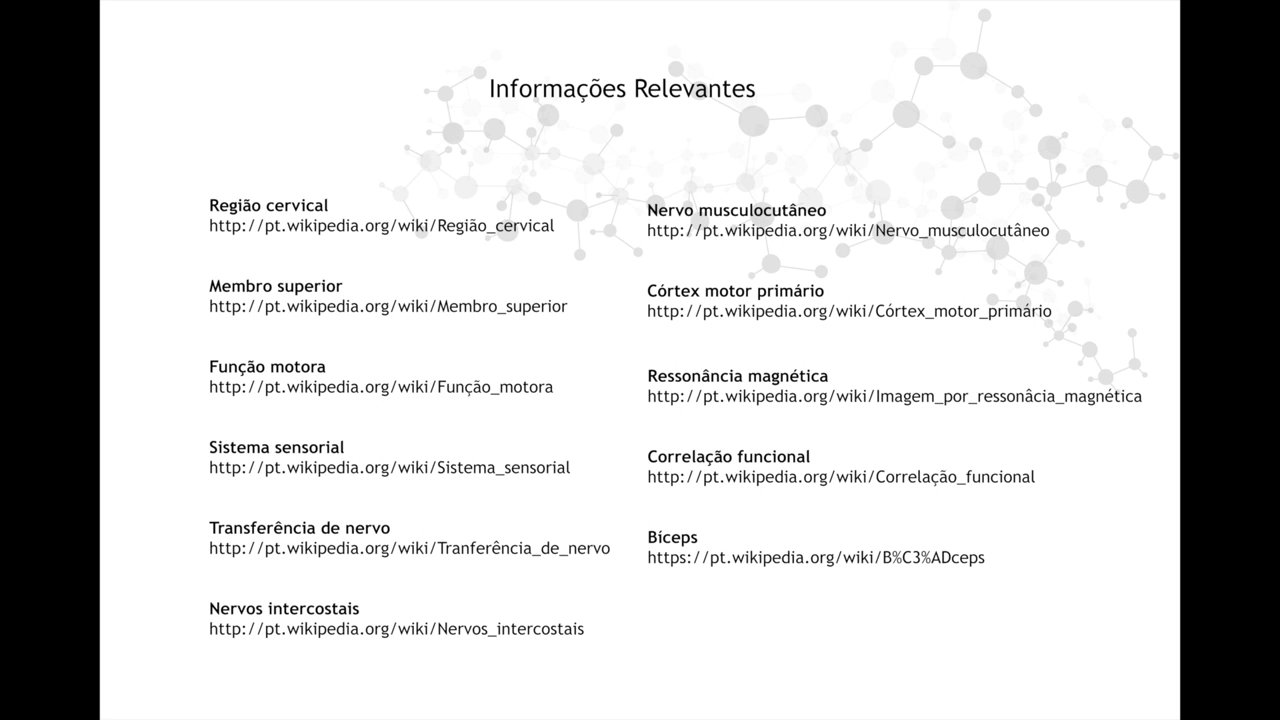 Informações Relevantes
Região cervical
http://pt.wikipedia.org/wiki/Região_cervical
Membro superior
http://pt.wikipedia.org/wiki/Membro_superior
Função motora
http://pt.wikipedia.org/wiki/Função_motora
Sistema sensorial
http://pt.wikipedia.org/wiki/Sistema_sensorial
Transferência de nervo
http://pt.wikipedia.org/wiki/Tranferência_de_nervo
Nervos intercostais
http://pt.wikipedia.org/wiki/Nervos_intercostais
Nervo musculocutâneo
http://pt.wikipedia.org/wiki/Nervo_musculocutâneo
Córtex motor primário
http://pt.wikipedia.org/wiki/Córtex_motor_primário
Ressonância magnética
http://pt.wikipedia.org/wiki/Imagem_por_ressonâcia_magnética
Correlação funcional
http://pt.wikipedia.org/wiki/Correlação_funcional
Bíceps
https://pt.wikipedia.org/wiki/B%C3%ADceps